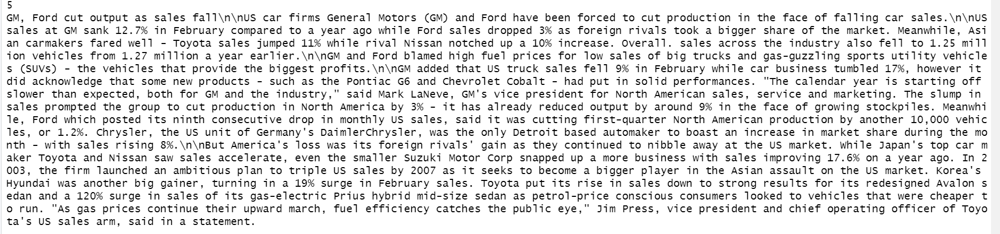 5
GM, Ford cut output as sales fall\n\nUS car firms General Motors (GM) and Ford have been forced to cut production in the face of falling car sales.\n\nUS
sales at GM sank 12.7% in February compared to a year ago while Ford sales dropped 3% as foreign rivals took a bigger share of the market. Meanwhile, Asi
an carmakers fared well - Toyota sales jumped 11% while rival Nissan notched up a 10% increase. Overall. sales across the industry also fell to 1.25 mill
ion vehicles from 1.27 million a year earlier.\n\nGM and Ford blamed high fuel prices for low sales of big trucks and gas-guzzling sports utility vehicle
s (SUVs) - the vehicles that provide the biggest profits.\n\nGM added that US truck sales fell 9% in February while car business tumbled 17%, however it
did acknowledge that some new products - such as the Pontiac G6 and Chevrolet Cobalt - had put in solid performances. "The calendar year is starting off
slower than expected, both for GM and the industry," said Mark LaNeve, GM's vice president for North American sales, service and marketing. The slump in
sales prompted the group to cut production in North America by 3% - it has already reduced output by around 9% in the face of growing stockpiles. Meanwhi
le, Ford which posted its ninth consecutive drop in monthly US sales, said it was cutting first-quarter North American production by another 10,000 vehic
les, or 1.2%. Chrysler, the US unit of Germany's DaimlerChrysler, was the only Detroit based automaker to boast an increase in market share during the mo
nth - with sales rising 8%.\n\nBut America's loss was its foreign rivals' gain as they continued to nibble away at the US market. While Japan's top car m
aker Toyota and Nissan saw sales accelerate, even the smaller Suzuki Motor Corp snapped up a more business with sales improving 17.6% on a year ago. In 2
003, the firm launched an ambitious plan to triple US sales by 2007 as it seeks to become a bigger player in the Asian assault on the US market. Korea's
Hyundai was another big gainer, turning in a 19% surge in February sales. Toyota put its rise in sales down to strong results for its redesigned Avalon s
edan and a 120% surge in sales of its gas-electric Prius hybrid mid-size sedan as petrol-price conscious consumers looked to vehicles that were cheaper t
o run. "As gas prices continue their upward march, fuel efficiency catches the public eye," Jim Press, vice president and chief operating officer of Toyo
ta's US sales arm, said in a statement.